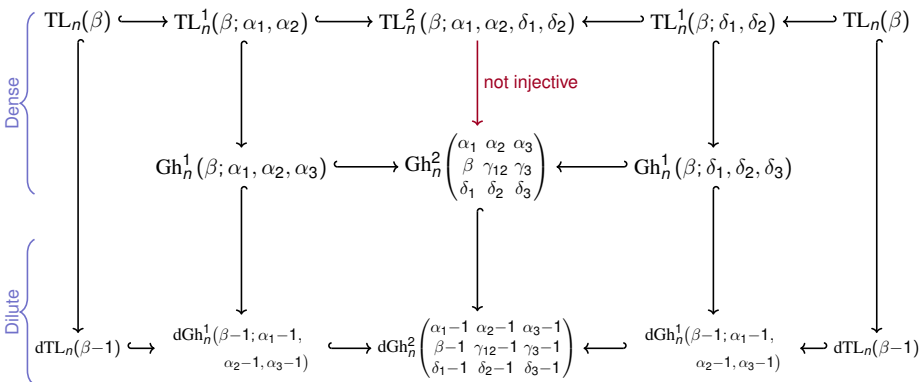 TLₙ(β) TL¹ₙ(β; α₁, α₂) TL²ₙ(β; α₁, α₂, δ₁, δ₂) TL¹ₙ(β; δ₁, δ₂) TLₙ(β)
Dense
not injective
α₁ α₂ α₃
Gh¹ₙ(β; α₁, α₂, α₃) Gh²ₙ( β γ₁₂ γ₃ ) Gh¹ₙ(β; δ₁, δ₂, δ₃)
δ₁ δ₂ δ₃
Dilute
dGh¹ₙ(β−1; α₁−1, α₁−1 α₂−1 α₃−1 dGh¹ₙ(β−1; α₁−1,
dTLₙ(β−1) α₂−1, α₃−1) dGh²ₙ( β−1 γ₁₂−1 γ₃−1 ) α₂−1, α₃−1) dTLₙ(β−1)
δ₁−1 δ₂−1 δ₃−1